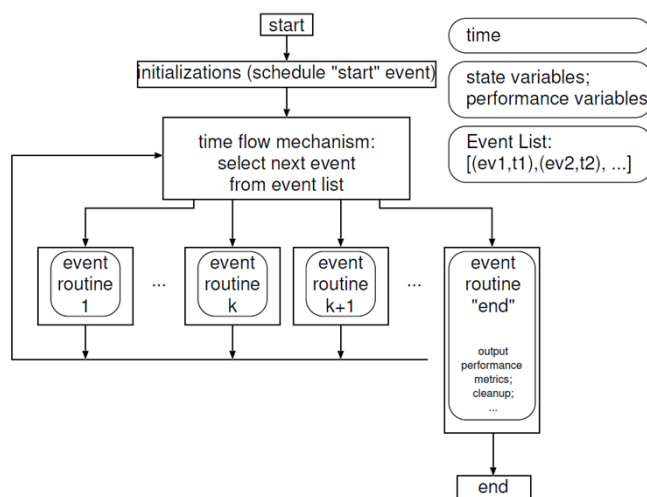 start
time
initializations (schedule "start" event)
state variables;
performance variables
time flow mechanism:
select next event
from event list
Event List:
[(ev1,t1),(ev2,t2), ...]
event
routine
1
...
event
routine
k
event
routine
k+1
...
event
routine
"end"
output
performance
metrics;
cleanup;
...
end